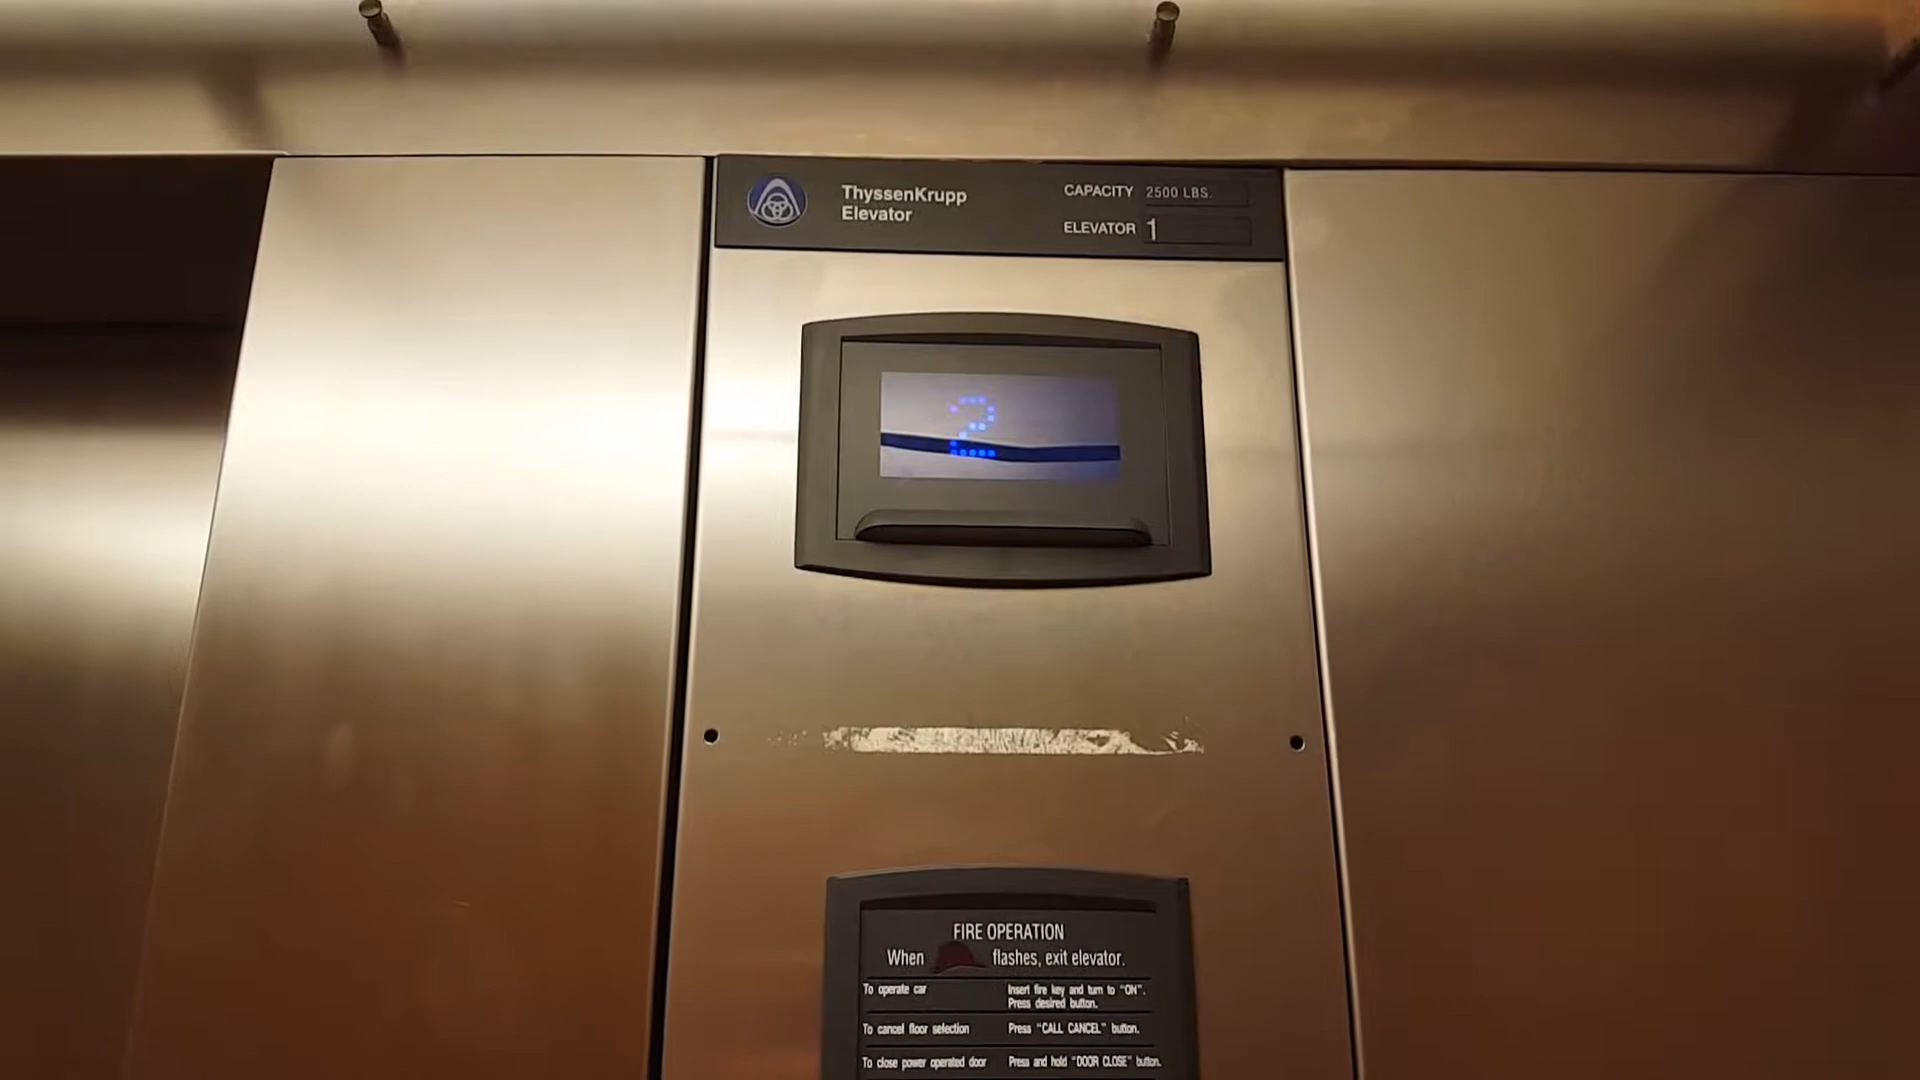 ThyssenKrupp
Elevator
CAPACITY 2500 LBS.
ELEVATOR 1
2
FIRE OPERATION
When flashes, exit elevator.
To operate car
Insert fire key and turn to "ON".
Press desired button.
To cancel floor selection
Press "CALL CANCEL" button.
To close power operated door
Press and hold "DOOR CLOSE" button.